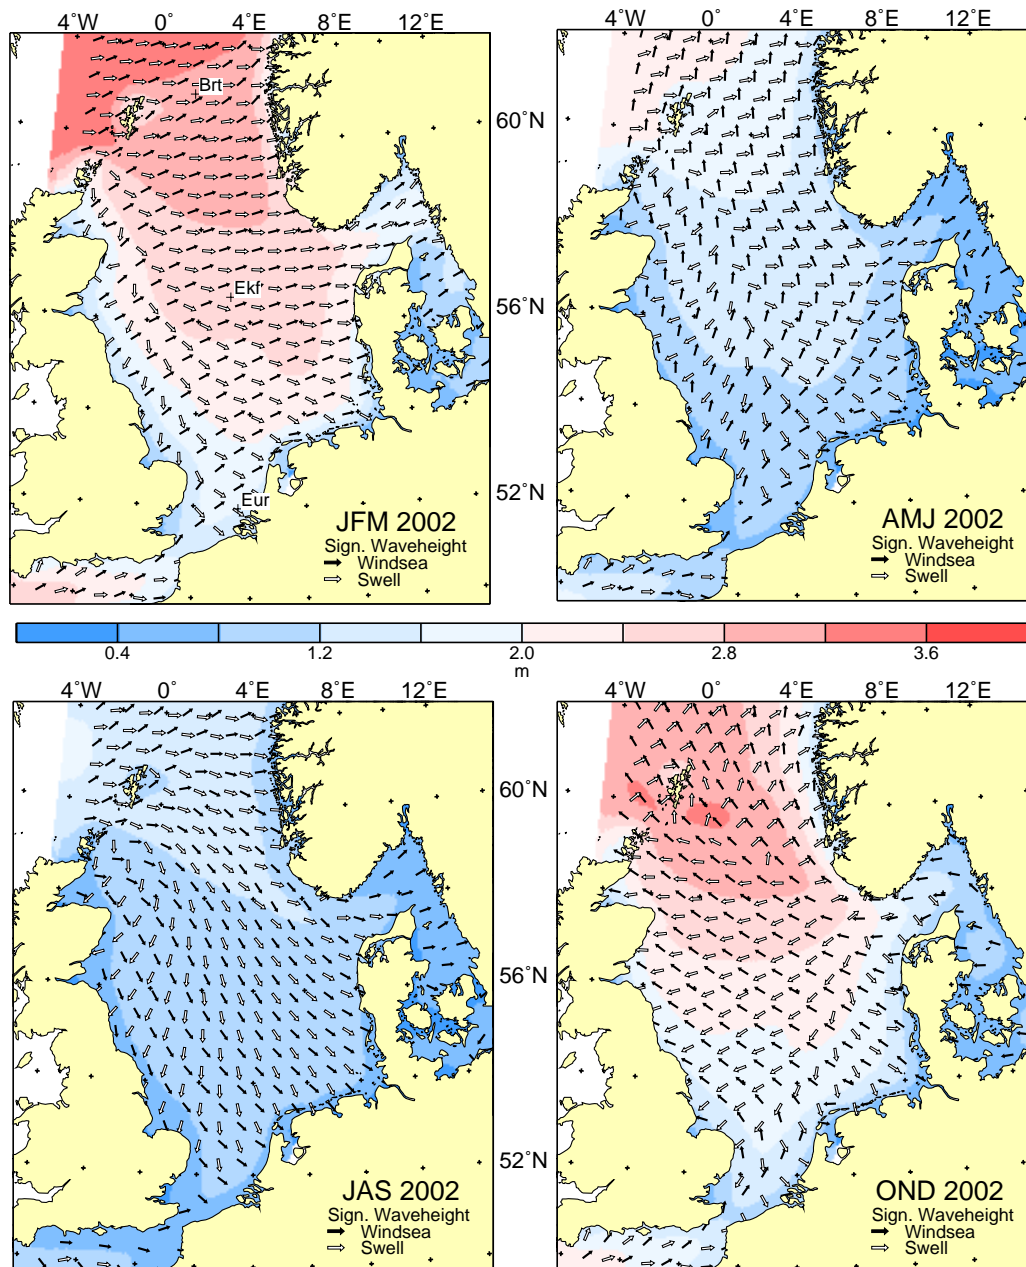 4°W 0° 4°E 8°E 12°E
4°W 0° 4°E 8°E 12°E
Brt
60°N
Ekf
56°N
52°N
Eur
JFM 2002
Sign. Waveheight
Windsea
Swell
AMJ 2002
Sign. Waveheight
Windsea
Swell
0.4 1.2 2.0 2.8 3.6
m
4°W 0° 4°E 8°E 12°E
4°W 0° 4°E 8°E 12°E
60°N
56°N
52°N
JAS 2002
Sign. Waveheight
Windsea
Swell
OND 2002
Sign. Waveheight
Windsea
Swell